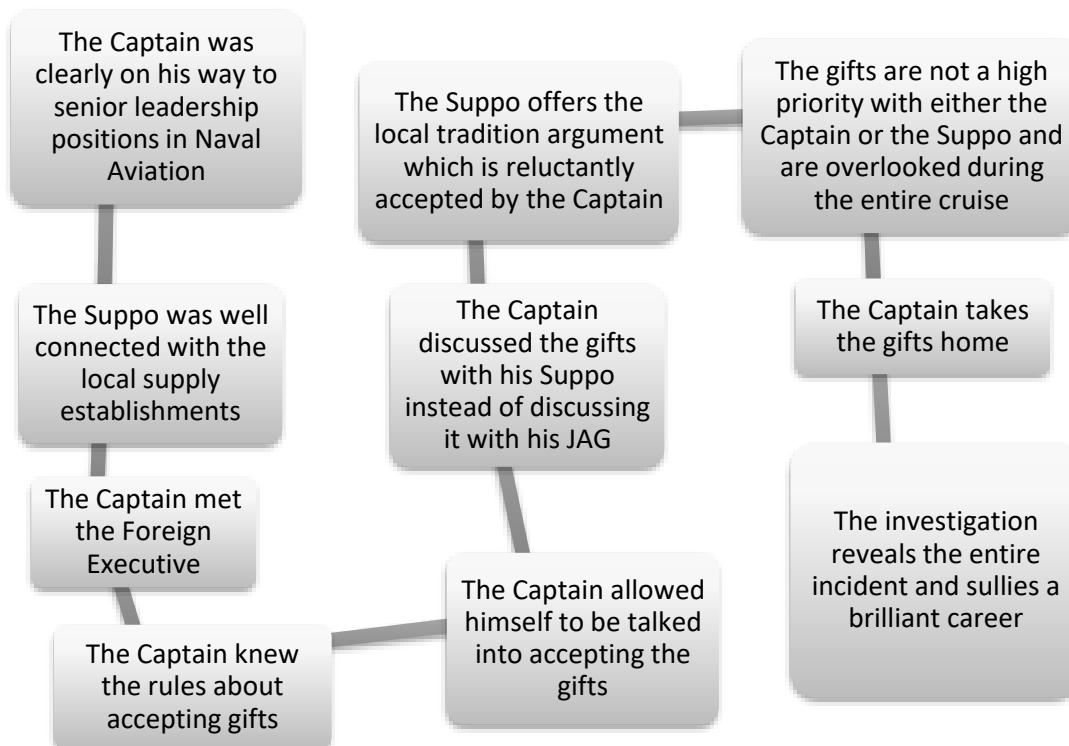 The Captain was
clearly on his way to
senior leadership
positions in Naval
Aviation
The Suppo was well
connected with the
local supply
establishments
The Captain met
the Foreign
Executive
The Captain knew
the rules about
accepting gifts
The Captain allowed
himself to be talked
into accepting the
gifts
The Captain
discussed the gifts
with his Suppo
instead of discussing
it with his JAG
The Suppo offers the
local tradition argument
which is reluctantly
accepted by the Captain
The gifts are not a high
priority with either the
Captain or the Suppo and
are overlooked during
the entire cruise
The Captain takes
the gifts home
The investigation
reveals the entire
incident and sullies a
brilliant career